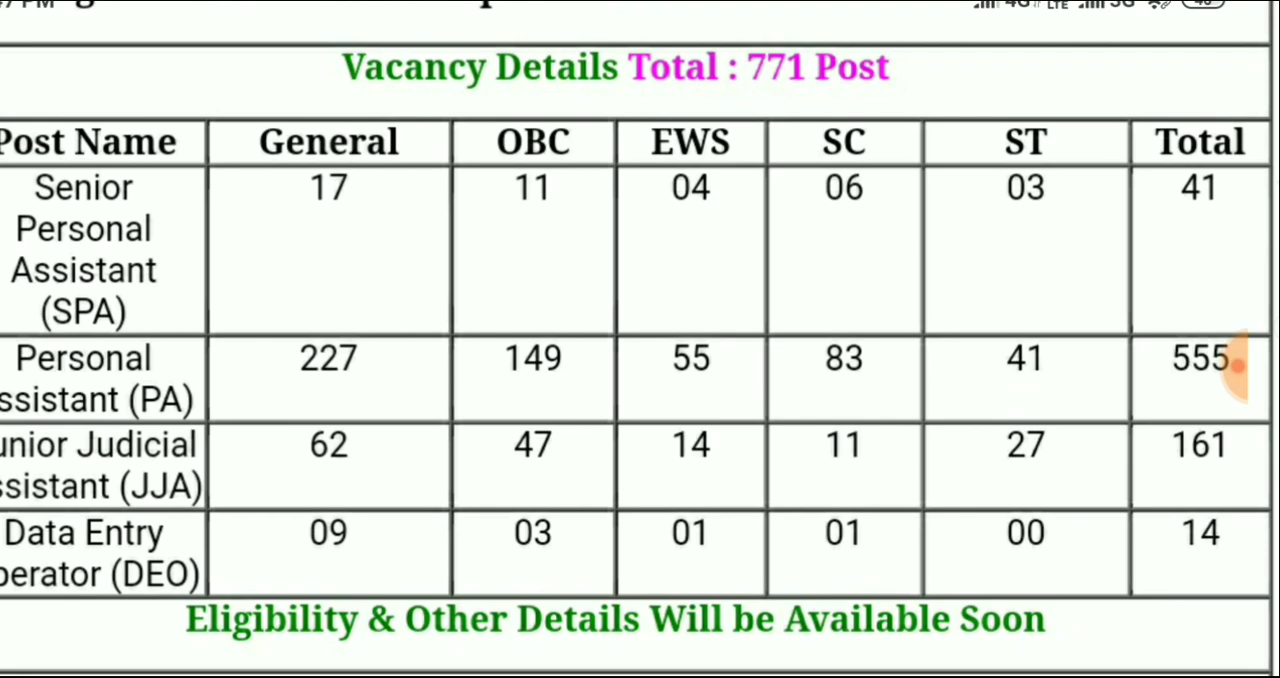 Vacancy Details Total : 771 Post
Post Name General OBC EWS SC ST Total
Senior 17 11 04 06 03 41
Personal
Assistant
(SPA)
Personal 227 149 55 83 41 555
ssistant (PA)
unior Judicial 62 47 14 11 27 161
ssistant (JJA)
Data Entry 09 03 01 01 00 14
perator (DEO)
Eligibility & Other Details Will be Available Soon